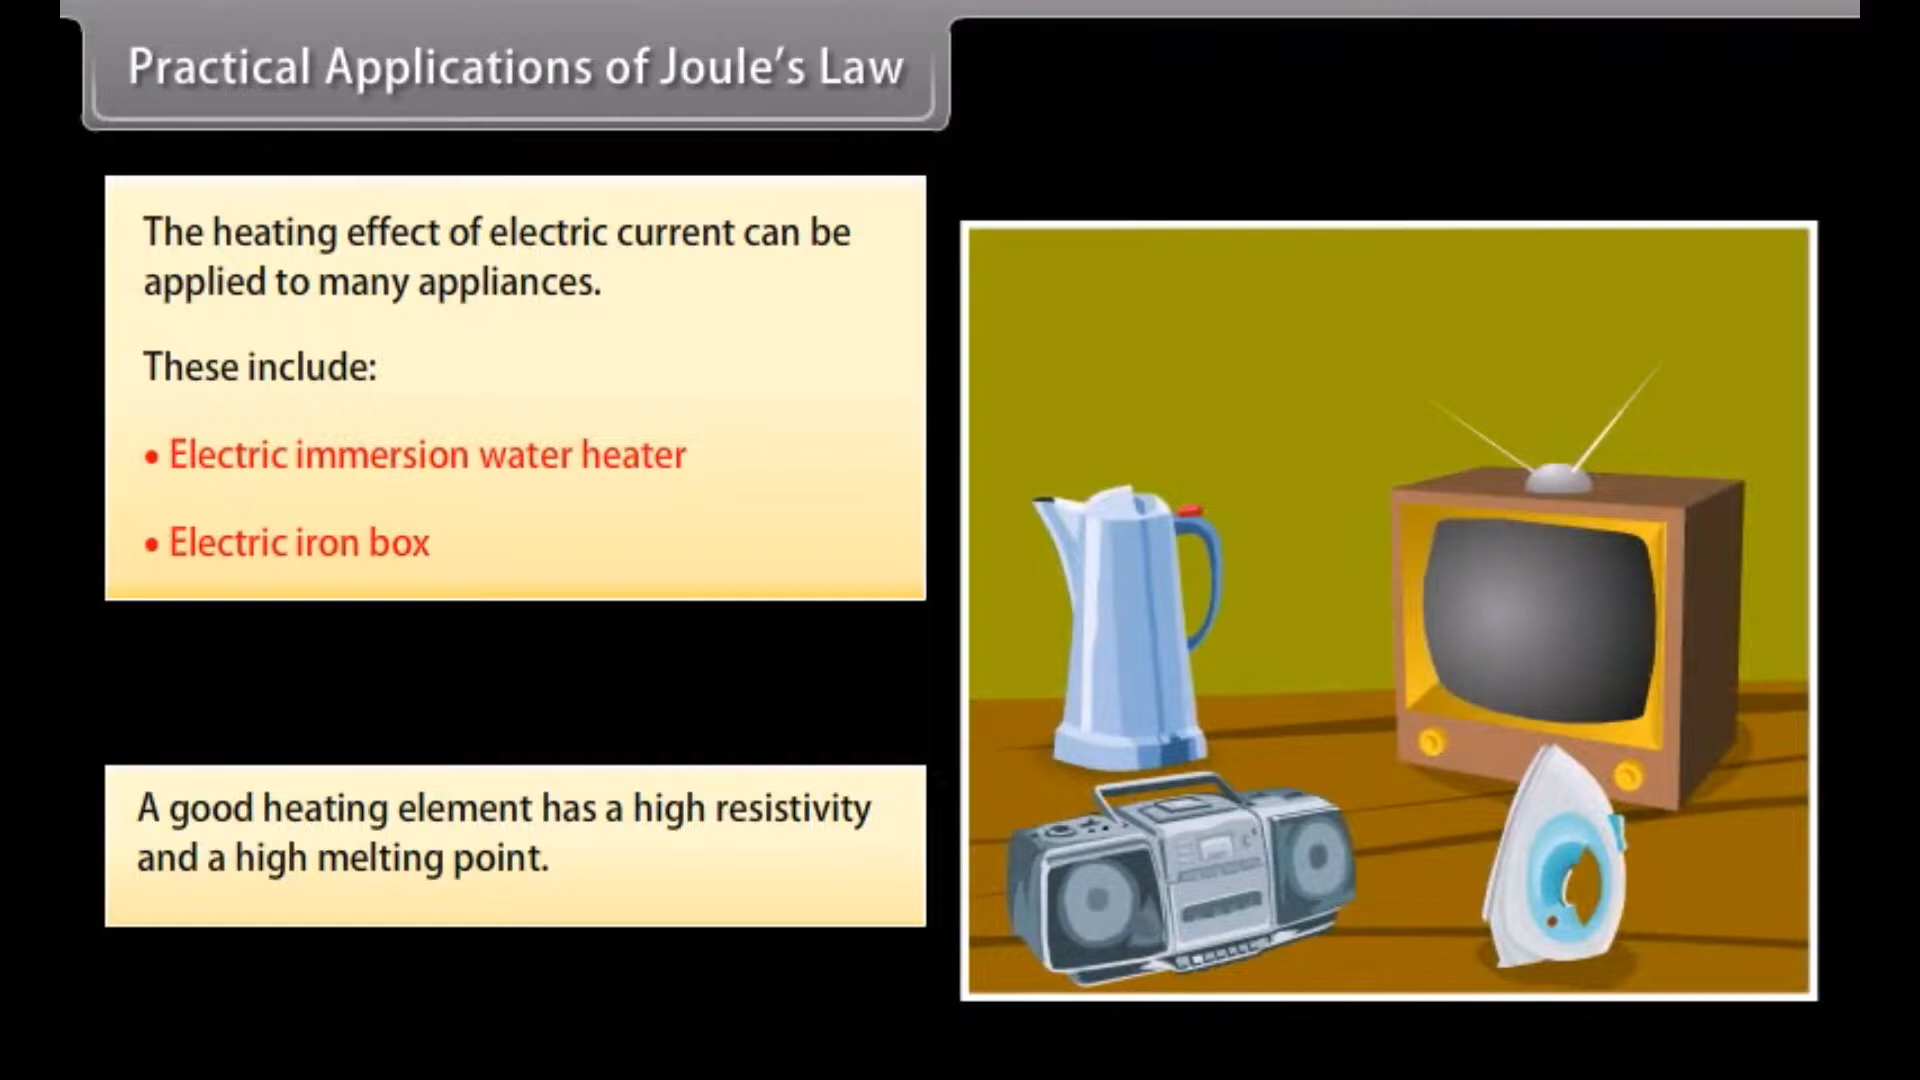 Practical Applications of Joule’s Law
The heating effect of electric current can be
applied to many appliances.
These include:
• Electric immersion water heater
• Electric iron box
A good heating element has a high resistivity
and a high melting point.